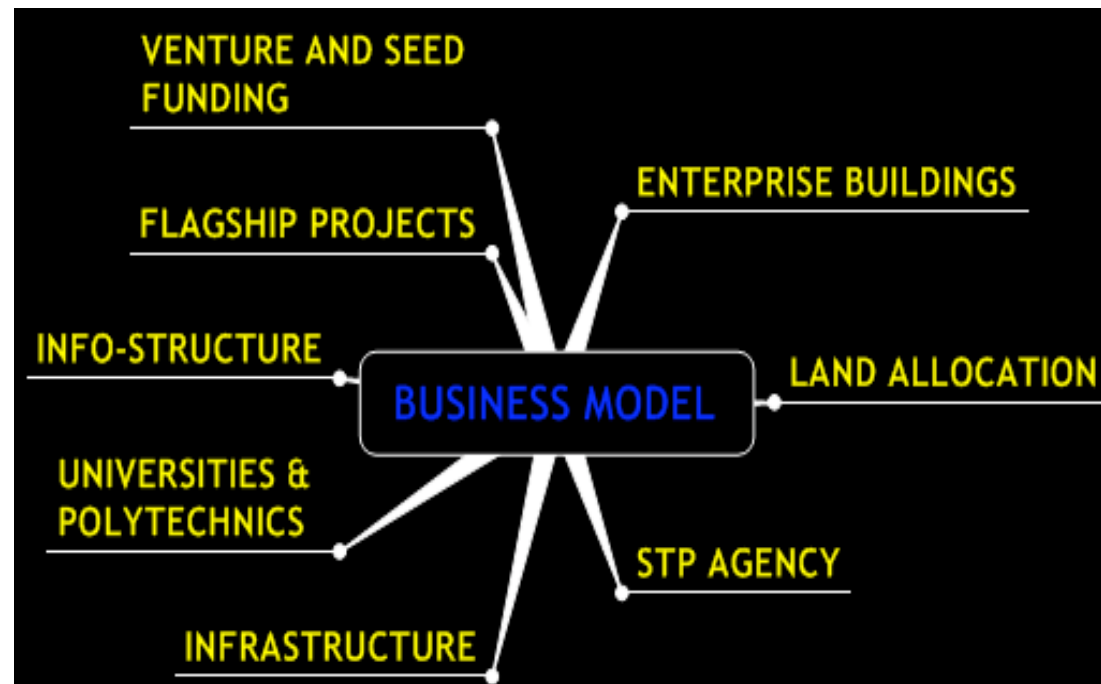 VENTURE AND SEED
FUNDING
ENTERPRISE BUILDINGS
FLAGSHIP PROJECTS
INFO-STRUCTURE
LAND ALLOCATION
BUSINESS MODEL
UNIVERSITIES &
POLYTECHNICS
STP AGENCY
INFRASTRUCTURE